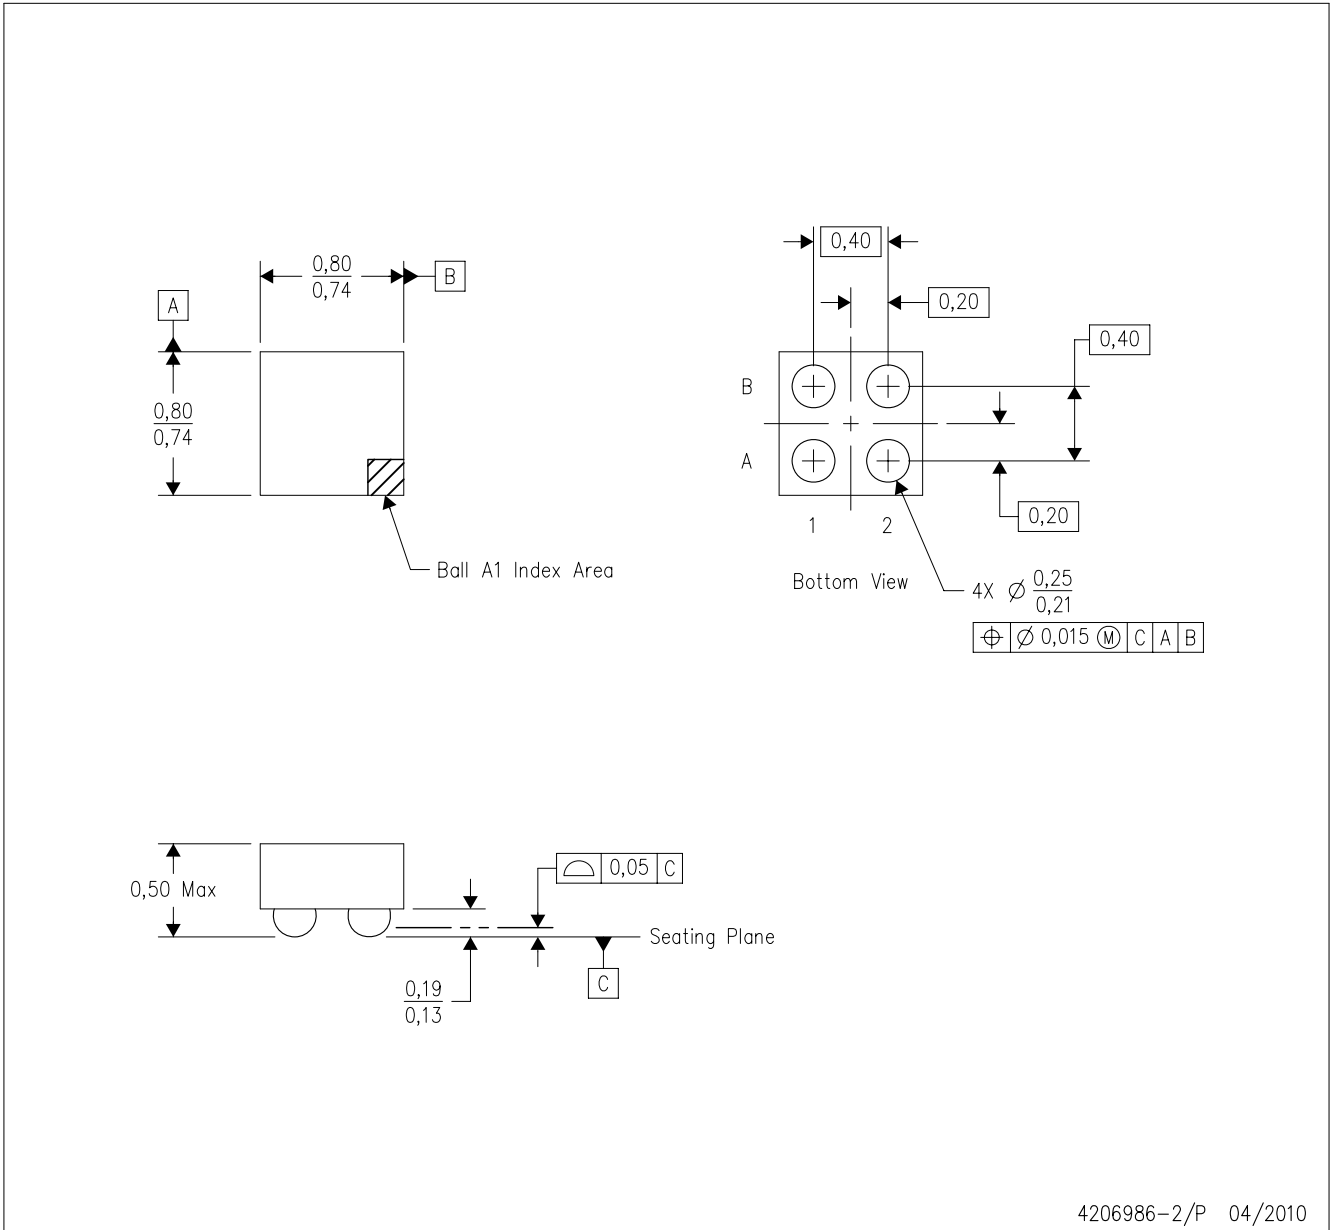 0,80
0,74
B
A
0,80
0,74
Ball A1 Index Area
0,40
0,20
0,40
B
A
1 2
0,20
Bottom View
4X Ø 0,25
0,21
⌖ Ø 0,015 Ⓜ C A B
0,50 Max
⌓ 0,05 C
Seating Plane
C
0,19
0,13
4206986-2/P 04/2010